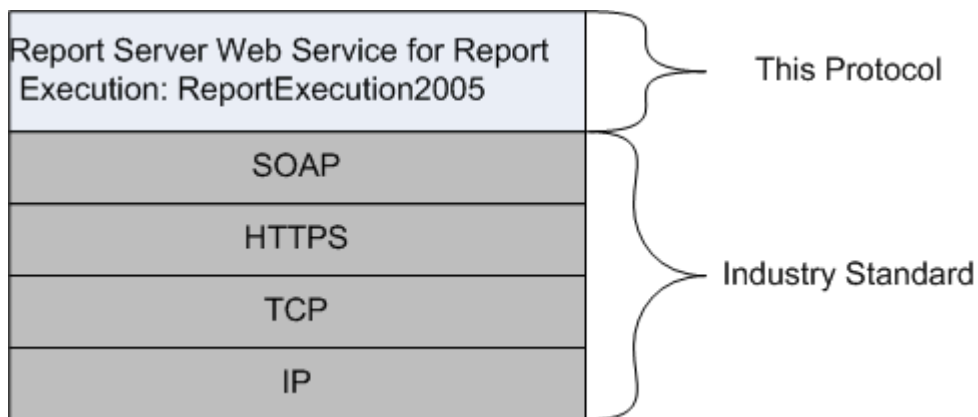 Report Server Web Service for Report
Execution: ReportExecution2005
This Protocol
SOAP
HTTPS
TCP
IP
Industry Standard